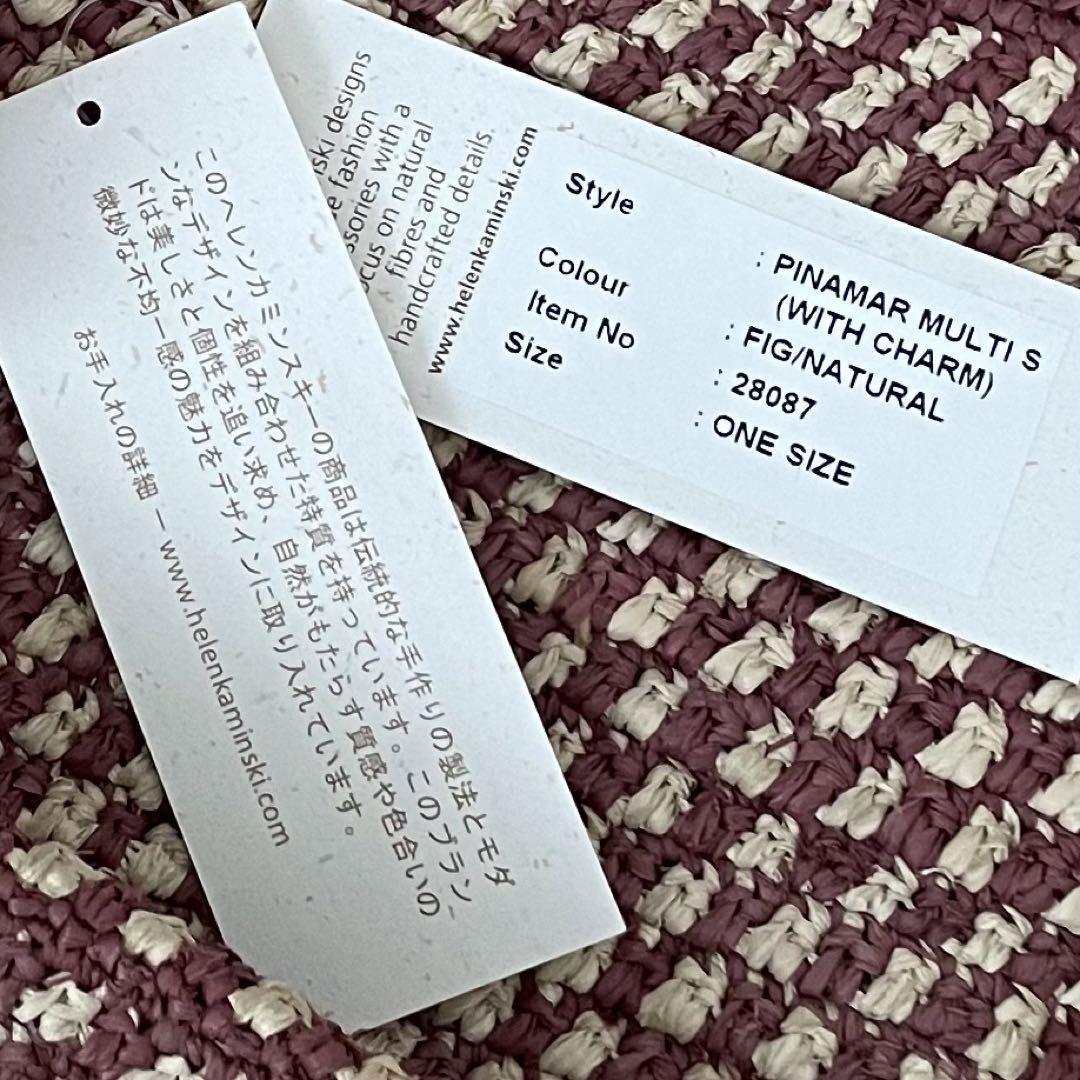 このヘレンカミンスキーの商品は伝統的な手作りの製法とモダ
ンなデザインを組み合わせた特質を持っています。このブラン
ドは美しさと個性を追い求め、自然がもたらす質感や色合いの
微妙な不均一感の魅力をデザインに取り入れています。
お手入れの詳細 ー www.helenkaminski.com
designs
fashion
with a
on natural
fibres and
handcrafted details.
www.helenkaminski.com
Style : PINAMAR MULTI S
(WITH CHARM)
Colour : FIG/NATURAL
Item No : 28087
Size : ONE SIZE